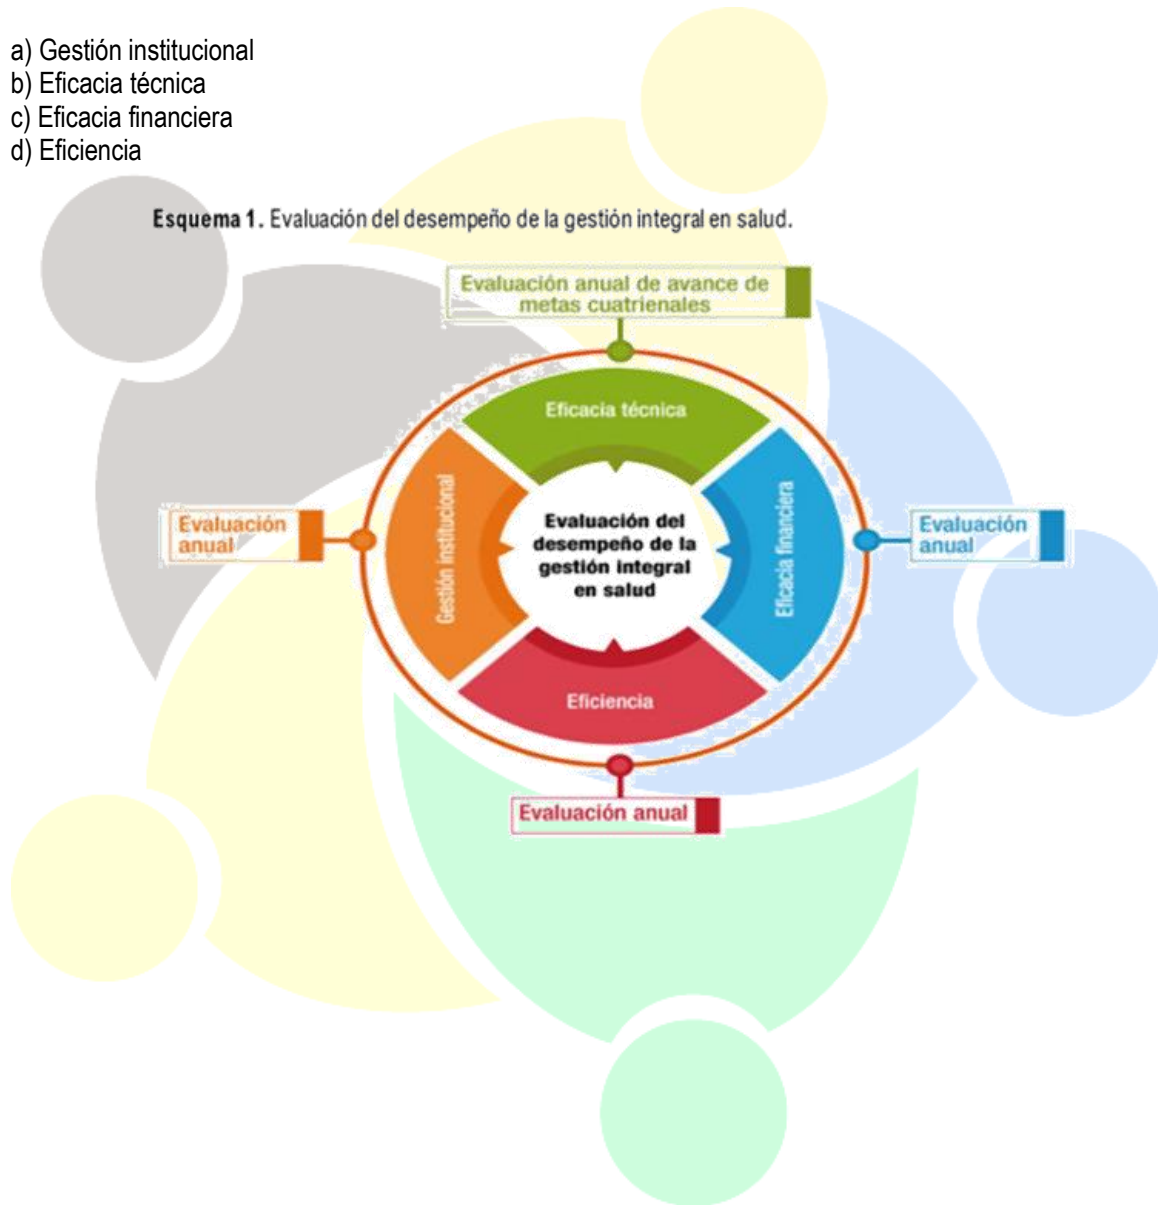 a) Gestión institucional
b) Eficacia técnica
c) Eficacia financiera
d) Eficiencia
Esquema 1. Evaluación del desempeño de la gestión integral en salud.
Evaluación anual de avance de
metas cuatrienales
Eficacia técnica
Evaluación
anual
Gestión institucional
Evaluación del
desempeño de la
gestión integral
en salud
Eficacia financiera
Evaluación
anual
Eficiencia
Evaluación anual